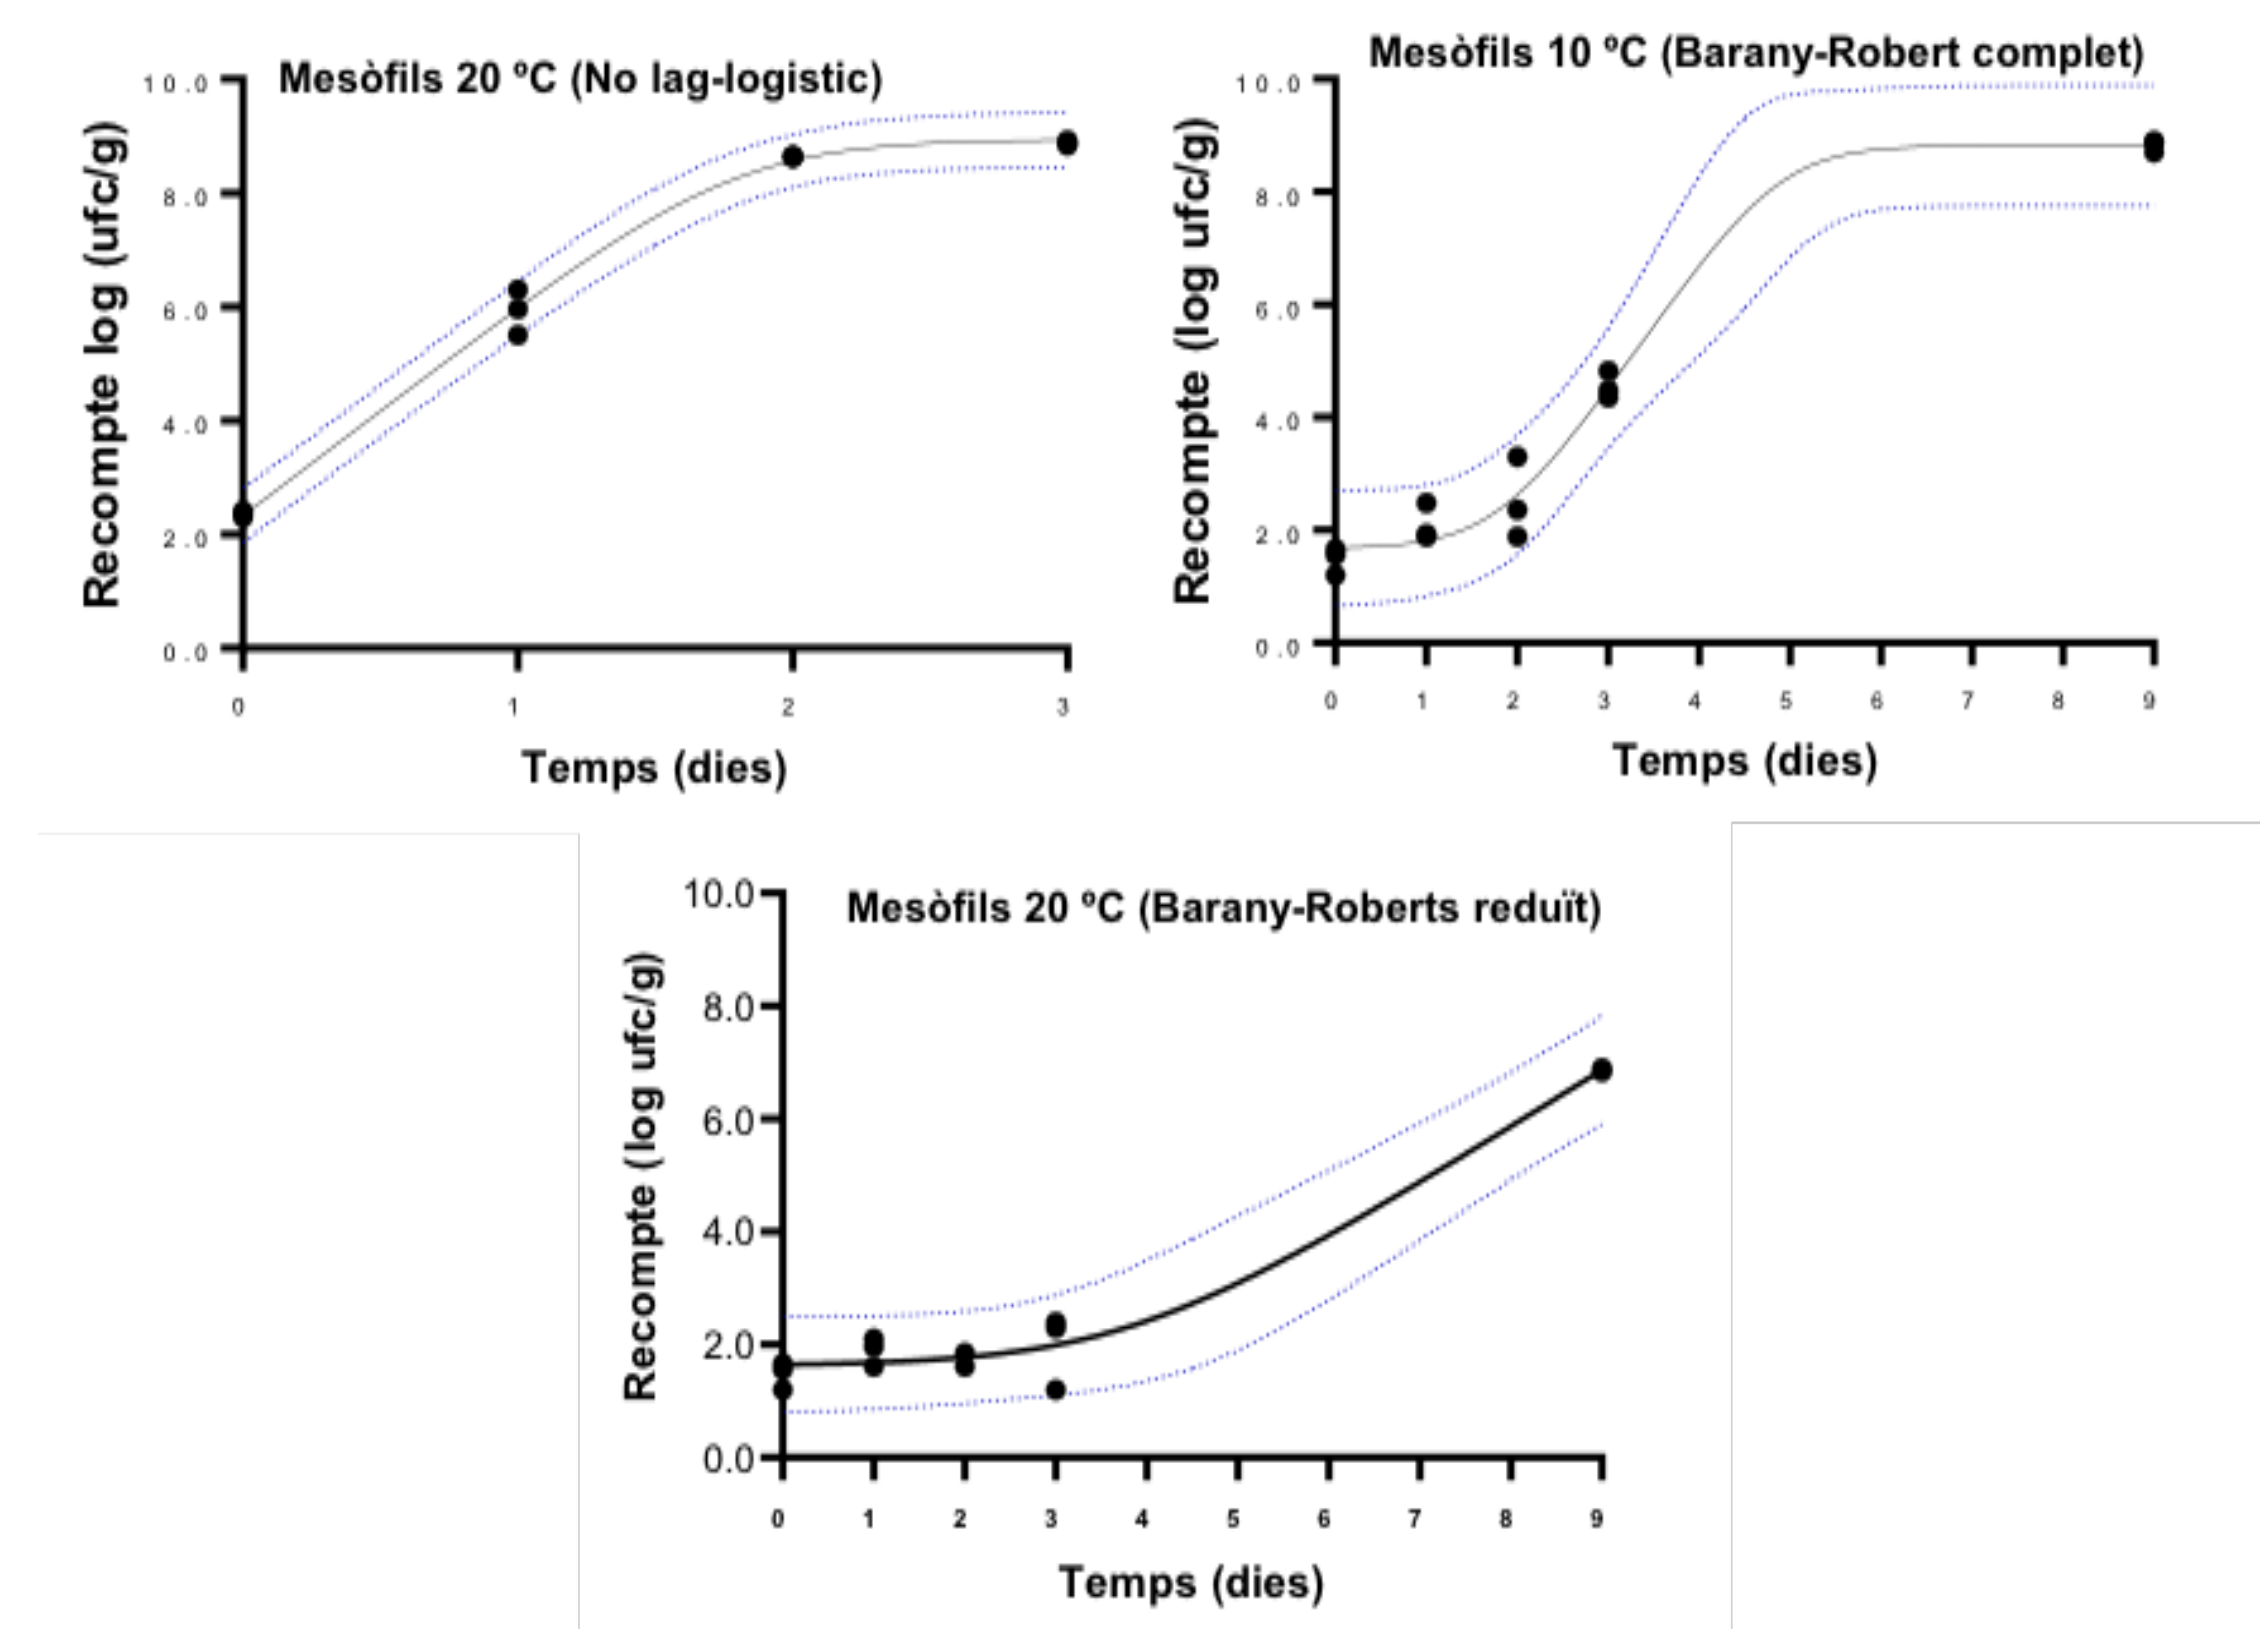 Mesòfils 20 ºC (No lag-logistic)
Recompte log (ufc/g)
10.0
8.0
6.0
4.0
2.0
0.0
0 1 2 3
Temps (dies)
Mesòfils 10 ºC (Barany-Robert complet)
Recompte (log ufc/g)
10.0
8.0
6.0
4.0
2.0
0.0
0 1 2 3 4 5 6 7 8 9
Temps (dies)
Mesòfils 20 ºC (Barany-Roberts reduït)
Recompte (log ufc/g)
10.0
8.0
6.0
4.0
2.0
0.0
0 1 2 3 4 5 6 7 8 9
Temps (dies)